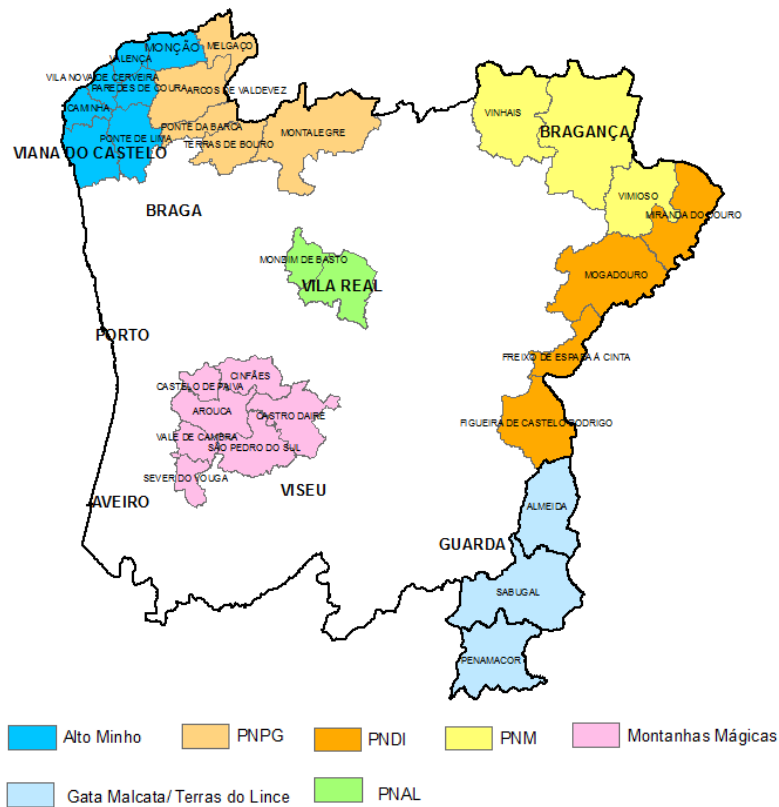 MONÇÃO
MELGAÇO
VALENÇA
VILA NOVA DE CERVEIRA
PAREDES DE COURA
ARCOS DE VALDEVEZ
CAMINHA
PONTE DA BARCA
PONTE DE LIMA
TERRAS DE BOURO
MONTALEGRE
VIANA DO CASTELO
VINHAIS
BRAGANÇA
VIMIOSO
BRAGA
MIRANDA DO DOURO
MONDIM DE BASTO
VILA REAL
MOGADOURO
PORTO
FREIXO DE ESPADA À CINTA
CINFÃES
CASTELO DE PAIVA
AROUCA
CASTRO DAIRE
FIGUEIRA DE CASTELO RODRIGO
VALE DE CAMBRA
SÃO PEDRO DO SUL
SEVER DO VOUGA
VISEU
AVEIRO
ALMEIDA
GUARDA
SABUGAL
PENAMACOR
Alto Minho
PNPG
PNDI
PNM
Montanhas Mágicas
Gata Malcata/ Terras do Lince
PNAL